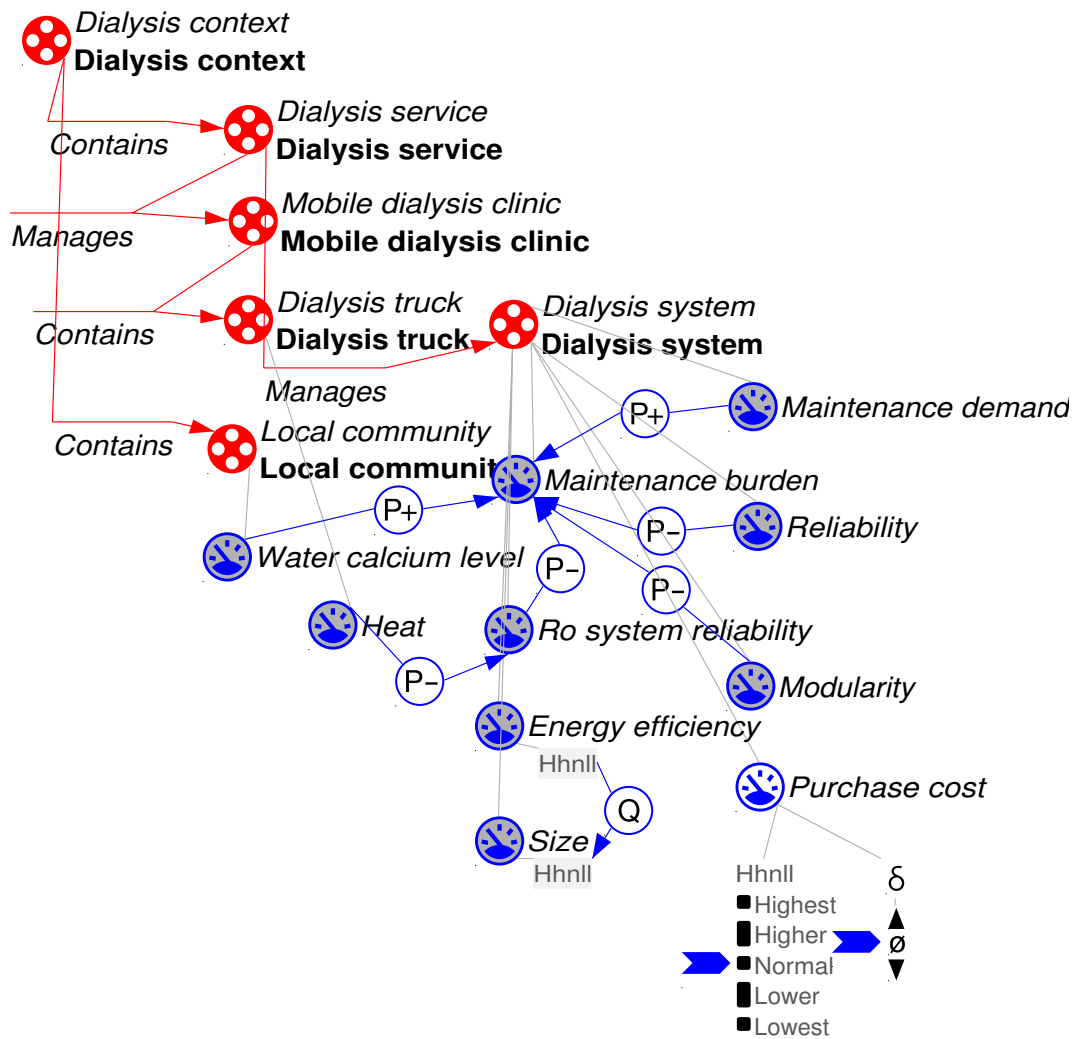 Dialysis context
Dialysis context
Dialysis service
Contains
Dialysis service
Mobile dialysis clinic
Manages
Mobile dialysis clinic
Dialysis truck
Dialysis system
Contains
Dialysis truck
Dialysis system
Manages
P+
Maintenance demand
Contains
Local community
Local communit
Maintenance burden
P+
P-
Reliability
Water calcium level
P-
P-
Heat
Ro system reliability
P-
Modularity
Energy efficiency
Hhnll
Purchase cost
Q
Size
Hhnll
Hhnll
δ
Highest
Higher
ø
Normal
Lower
Lowest